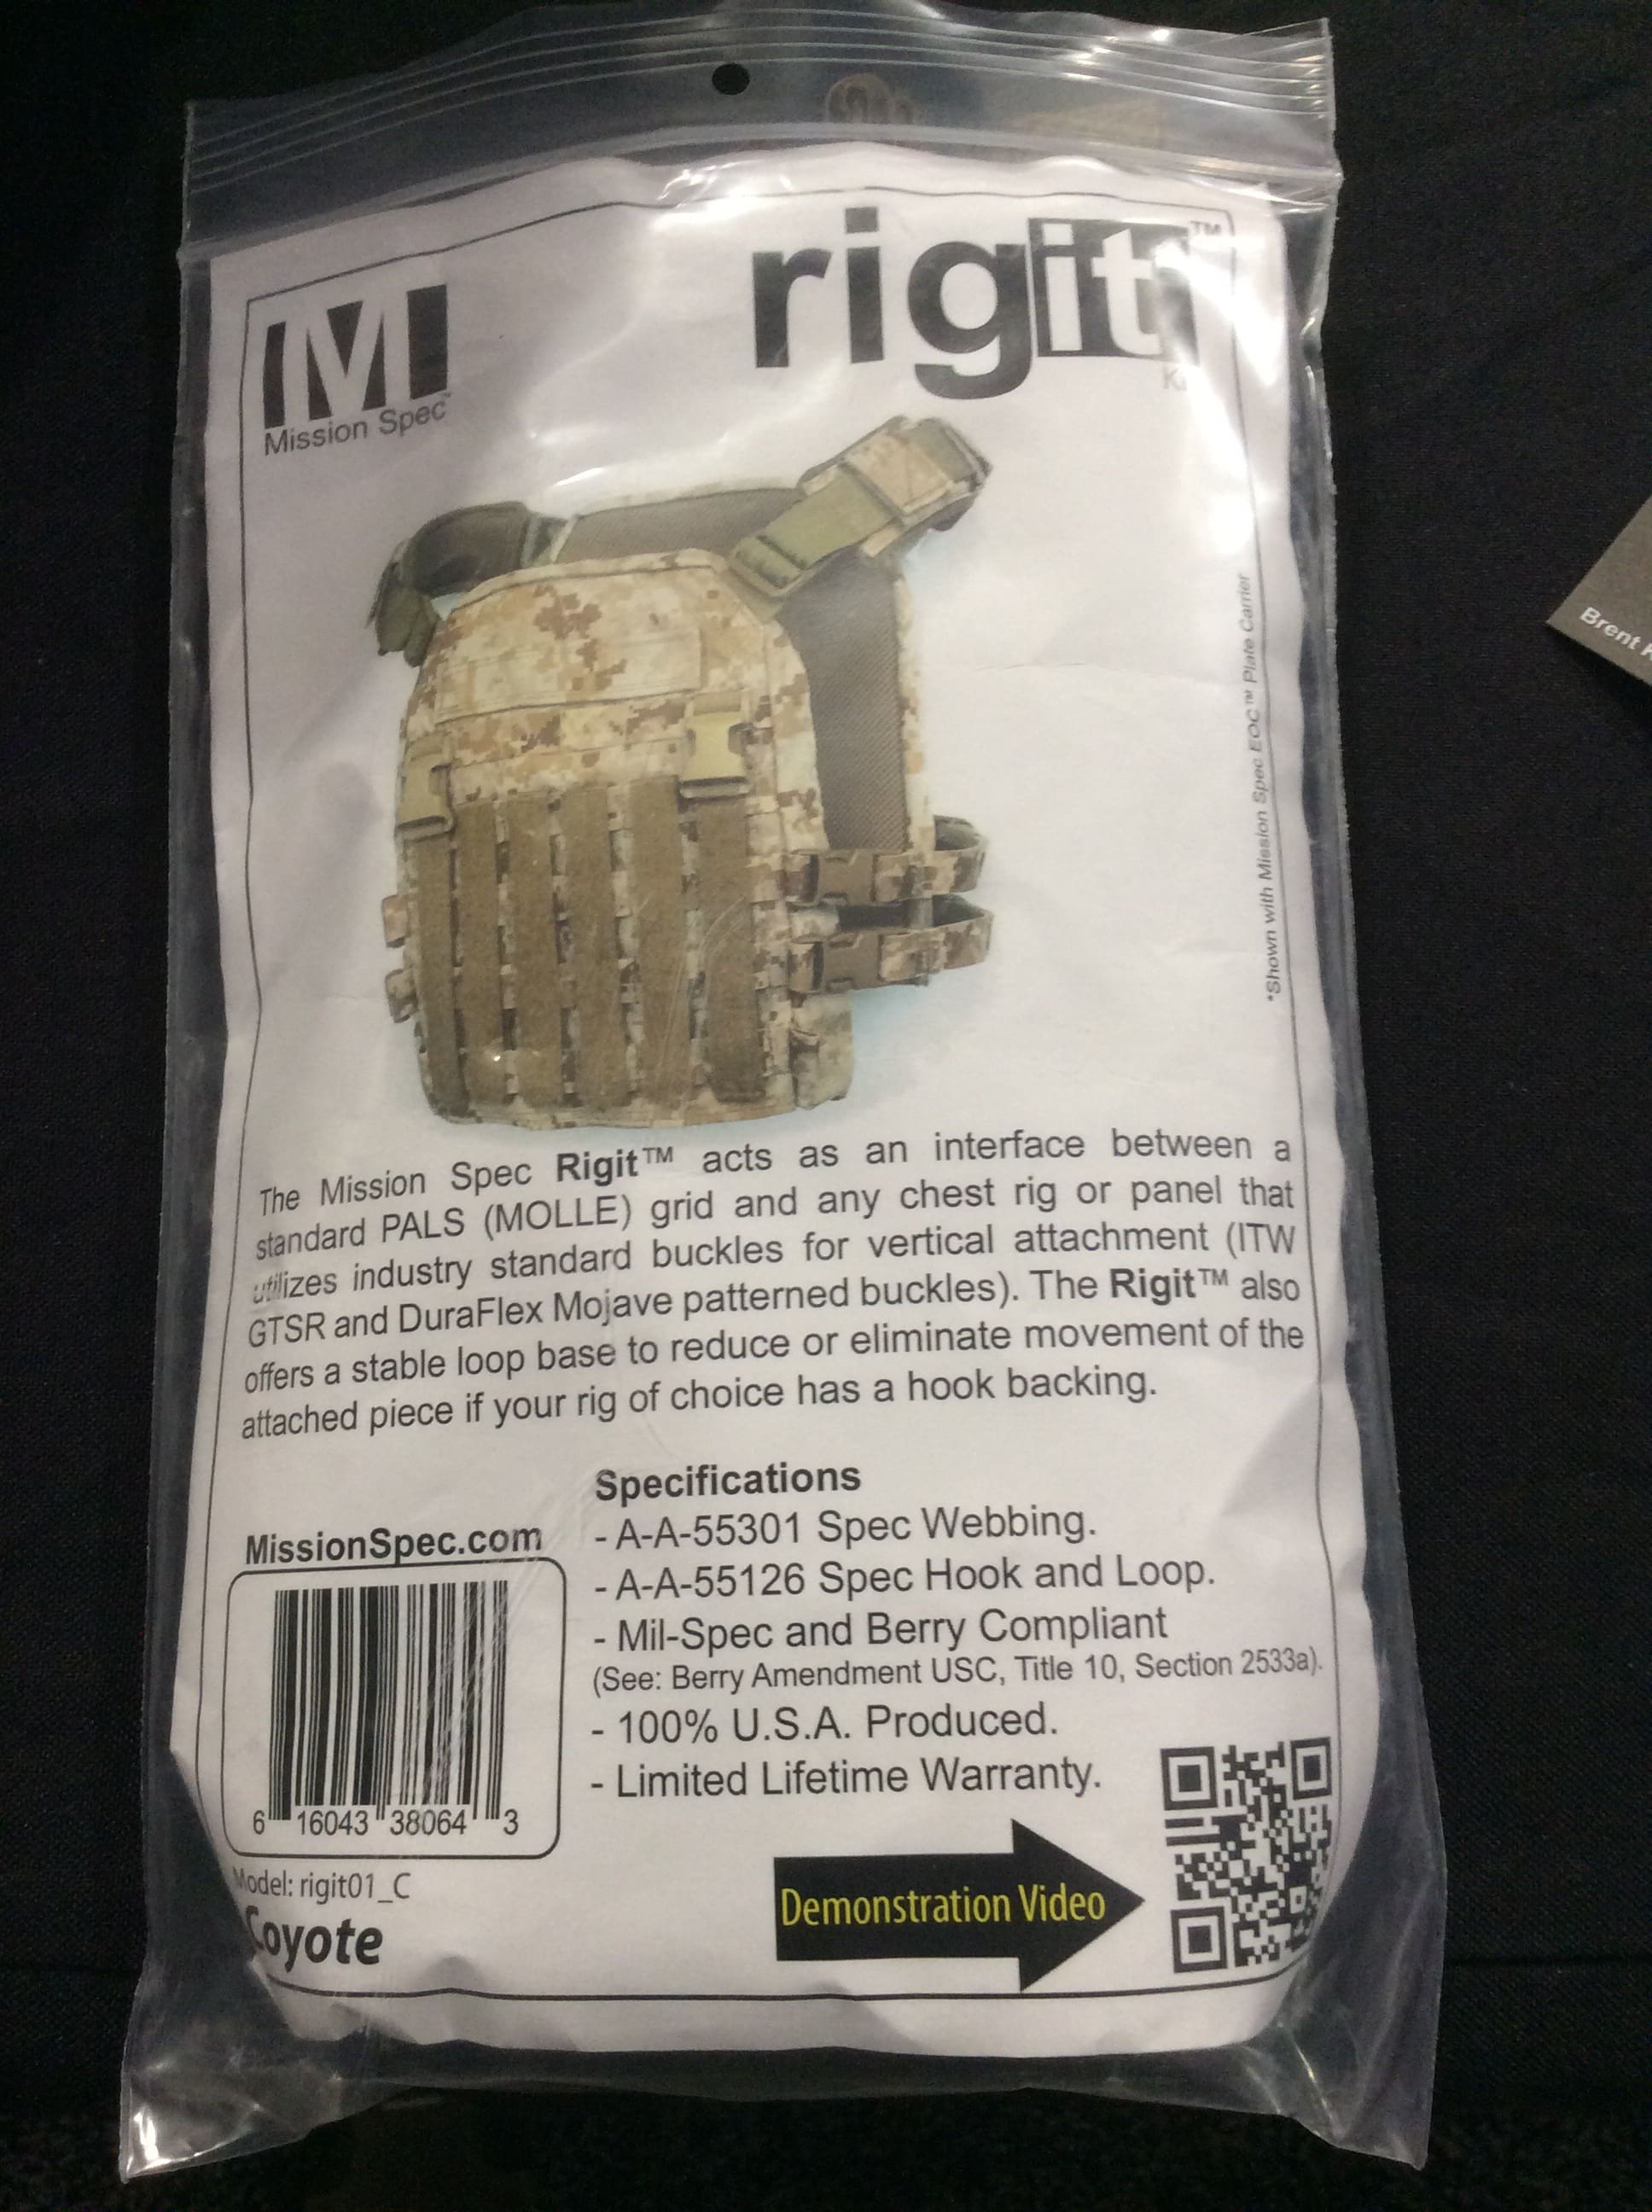 rigit™
M
Mission Spec™
*Shown with Mission Spec EOC™ Plate Carrier
Brent
The Mission Spec Rigit™ acts as an interface between a
standard PALS (MOLLE) grid and any chest rig or panel that
utilizes industry standard buckles for vertical attachment (ITW
GTSR and DuraFlex Mojave patterned buckles). The Rigit™ also
offers a stable loop base to reduce or eliminate movement of the
attached piece if your rig of choice has a hook backing.
Specifications
- A-A-55301 Spec Webbing.
- A-A-55126 Spec Hook and Loop.
- Mil-Spec and Berry Compliant
(See: Berry Amendment USC, Title 10, Section 2533a).
- 100% U.S.A. Produced.
- Limited Lifetime Warranty.
MissionSpec.com
6 16043 38064 3
Model: rigit01_C
Coyote
Demonstration Video